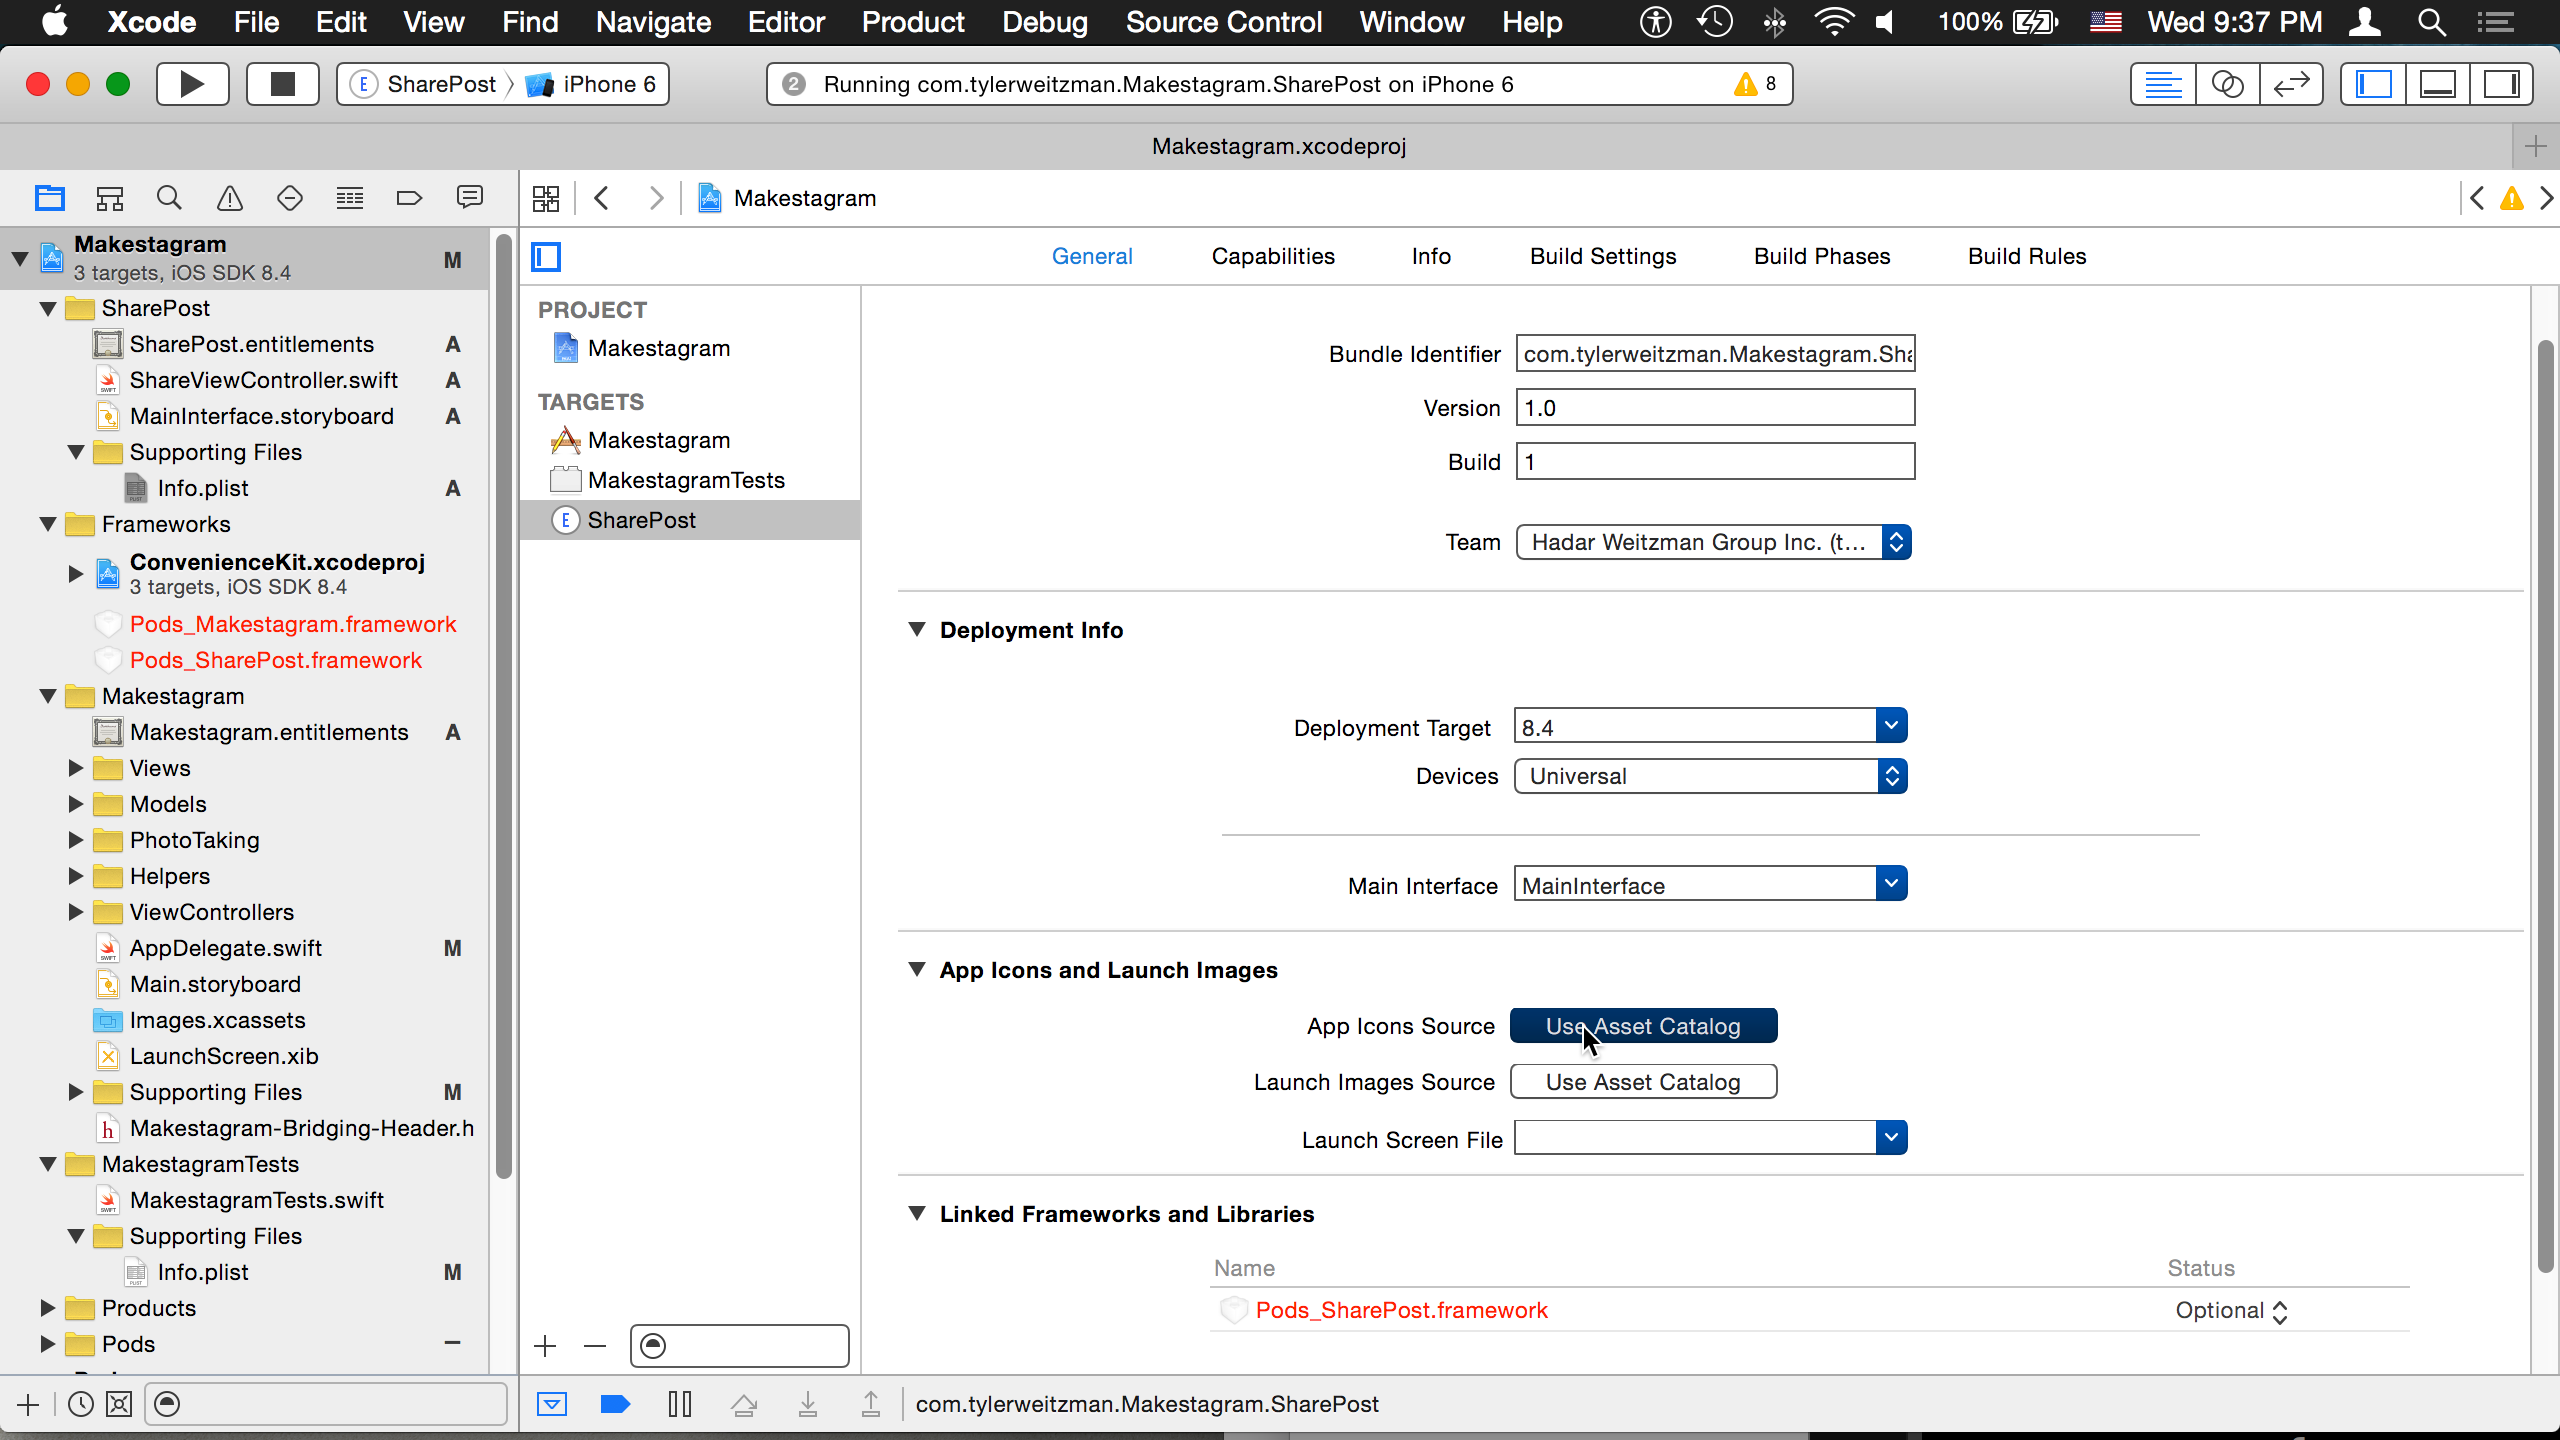 Xcode File Edit View Find Navigate Editor Product Debug Source Control Window Help 100% Wed 9:37 PM
E SharePost iPhone 6 2 Running com.tylerweitzman.Makestagram.SharePost on iPhone 6 8
Makestagram.xcodeproj
Makestagram
Makestagram M
3 targets, iOS SDK 8.4
SharePost
SharePost.entitlements A
ShareViewController.swift A
MainInterface.storyboard A
Supporting Files
Info.plist A
Frameworks
ConvenienceKit.xcodeproj
3 targets, iOS SDK 8.4
Pods_Makestagram.framework
Pods_SharePost.framework
Makestagram
Makestagram.entitlements A
Views
Models
PhotoTaking
Helpers
ViewControllers
AppDelegate.swift M
Main.storyboard
Images.xcassets
LaunchScreen.xib
Supporting Files M
h Makestagram-Bridging-Header.h
MakestagramTests
MakestagramTests.swift
Supporting Files
Info.plist M
Products
Pods
General Capabilities Info Build Settings Build Phases Build Rules
PROJECT
Makestagram
TARGETS
Makestagram
MakestagramTests
E SharePost
Bundle Identifier com.tylerweitzman.Makestagram.Sha
Version 1.0
Build 1
Team Hadar Weitzman Group Inc. (t...
Deployment Info
Deployment Target 8.4
Devices Universal
Main Interface MainInterface
App Icons and Launch Images
App Icons Source Use Asset Catalog
Launch Images Source Use Asset Catalog
Launch Screen File
Linked Frameworks and Libraries
Name Status
Pods_SharePost.framework Optional
com.tylerweitzman.Makestagram.SharePost